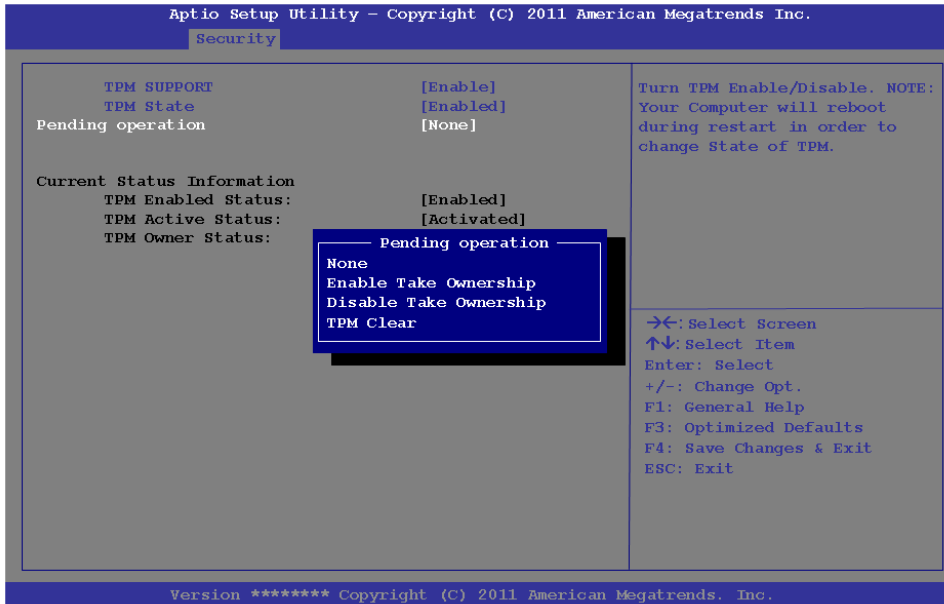 Aptio Setup Utility – Copyright (C) 2011 American Megatrends Inc.
Security
TPM SUPPORT [Enable]
TPM State [Enabled]
Pending operation [None]
Current Status Information
TPM Enabled Status: [Enabled]
TPM Active Status: [Activated]
TPM Owner Status:
Pending operation
None
Enable Take Ownership
Disable Take Ownership
TPM Clear
Turn TPM Enable/Disable. NOTE:
Your Computer will reboot
during restart in order to
change State of TPM.
→←: Select Screen
↑↓: Select Item
Enter: Select
+/-: Change Opt.
F1: General Help
F3: Optimized Defaults
F4: Save Changes & Exit
ESC: Exit
Version ******** Copyright (C) 2011 American Megatrends. Inc.